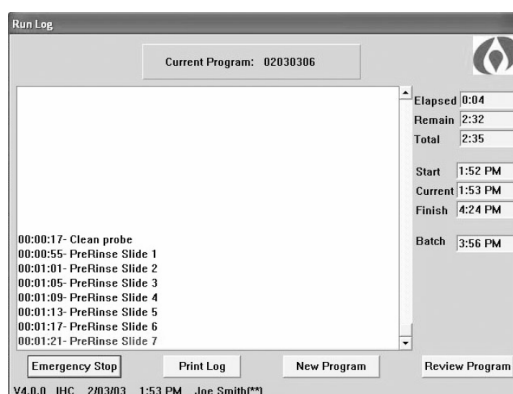 Run Log
Current Program: 02030306
Elapsed 0:04
Remain 2:32
Total 2:35
Start 1:52 PM
Current 1:53 PM
Finish 4:24 PM
Batch 3:56 PM
00:00:17- Clean probe
00:00:55- PreRinse Slide 1
00:01:01- PreRinse Slide 2
00:01:05- PreRinse Slide 3
00:01:09- PreRinse Slide 4
00:01:13- PreRinse Slide 5
00:01:17- PreRinse Slide 6
00:01:21- PreRinse Slide 7
Emergency Stop Print Log New Program Review Program
V4.0.0 IHC 2/03/03 1:53 PM Joe Smith(**)